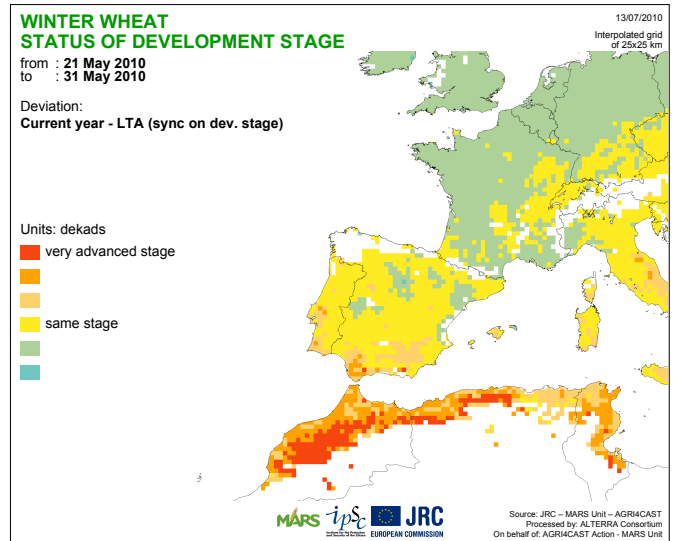 WINTER WHEAT
STATUS OF DEVELOPMENT STAGE
from : 21 May 2010
to : 31 May 2010
Deviation:
Current year - LTA (sync on dev. stage)
13/07/2010
Interpolated grid
of 25x25 km
Units: dekads
very advanced stage
same stage
MARS
ipsc
JRC
EUROPEAN COMMISSION
Source: JRC – MARS Unit – AGRI4CAST
Processed by: ALTERRA Consortium
On behalf of: AGRI4CAST Action - MARS Unit